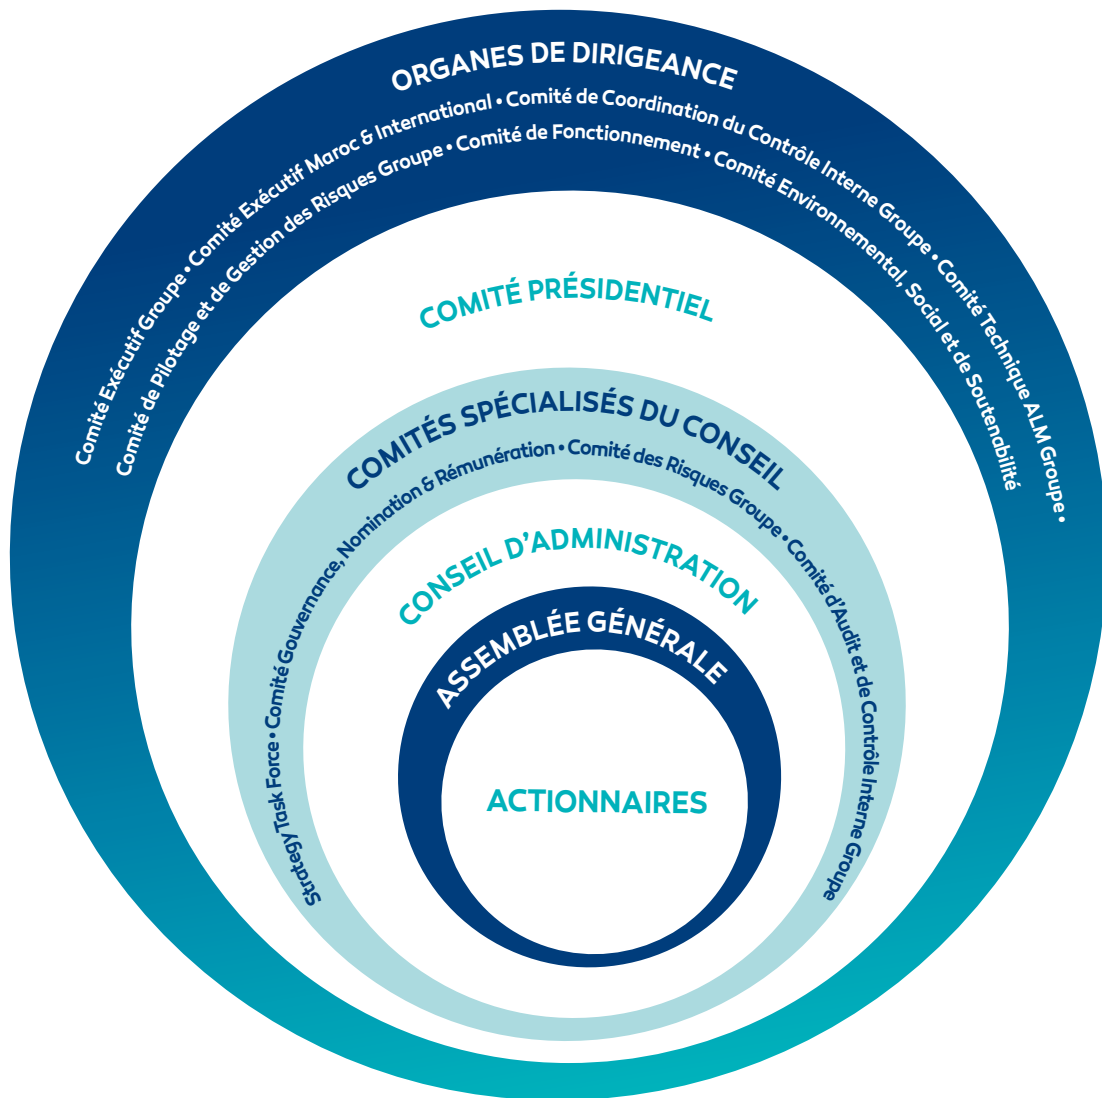 ORGANES DE DIRIGEANCE
Comité Exécutif Groupe • Comité Exécutif Maroc & International • Comité de Coordination du Contrôle Interne Groupe • Comité Technique ALM Groupe •
Comité de Pilotage et de Gestion des Risques Groupe • Comité de Fonctionnement • Comité Environnemental, Social et de Soutenabilité
COMITÉ PRÉSIDENTIEL
COMITÉS SPÉCIALISÉS DU CONSEIL
Strategy Task Force • Comité Gouvernance, Nomination & Rémunération • Comité des Risques Groupe • Comité d'Audit et de Contrôle Interne Groupe
CONSEIL D'ADMINISTRATION
ASSEMBLÉE GÉNÉRALE
ACTIONNAIRES